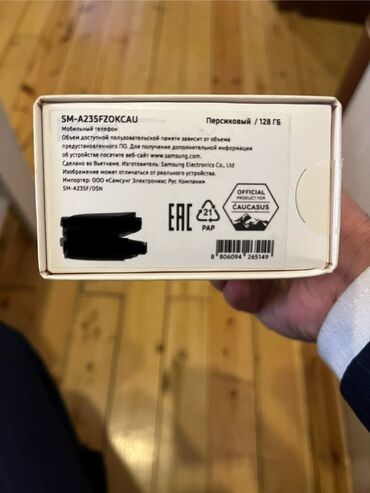 SM-A235FZOKCAU
Персиковый / 128 ГБ
Мобильный телефон
Объем доступной пользовательской памяти зависит от объема
предустановленного ПО. Для получения дополнительной информации
об устройстве посетите веб-сайт www.samsung.com.
Сделано во Вьетнаме. Изготовитель: Samsung Electronics Co., Ltd
Изображение может отличаться от реального устройства.
Импортер: ООО «Самсунг Электроникс Рус Компани»
SM-A235F/DSN
EAC
21
PAP
OFFICIAL
PRODUCT FOR
CAUCASUS
8 806094 265149